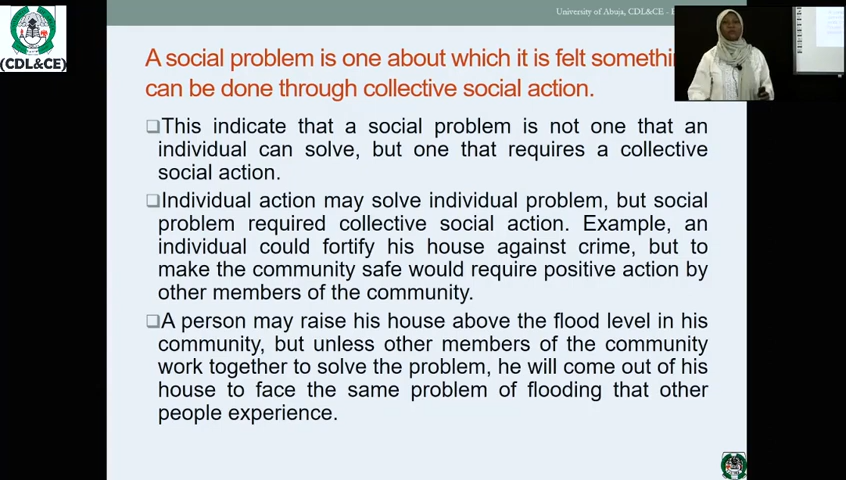 University of Abuja, CDL&CE -
(CDL&CE)
A social problem is one about which it is felt
can be done through collective social action.
❑This indicate that a social problem is not one that an
individual can solve, but one that requires a collective
social action.
❑Individual action may solve individual problem, but social
problem required collective social action. Example, an
individual could fortify his house against crime, but to
make the community safe would require positive action by
other members of the community.
❑A person may raise his house above the flood level in his
community, but unless other members of the community
work together to solve the problem, he will come out of his
house to face the same problem of flooding that other
people experience.